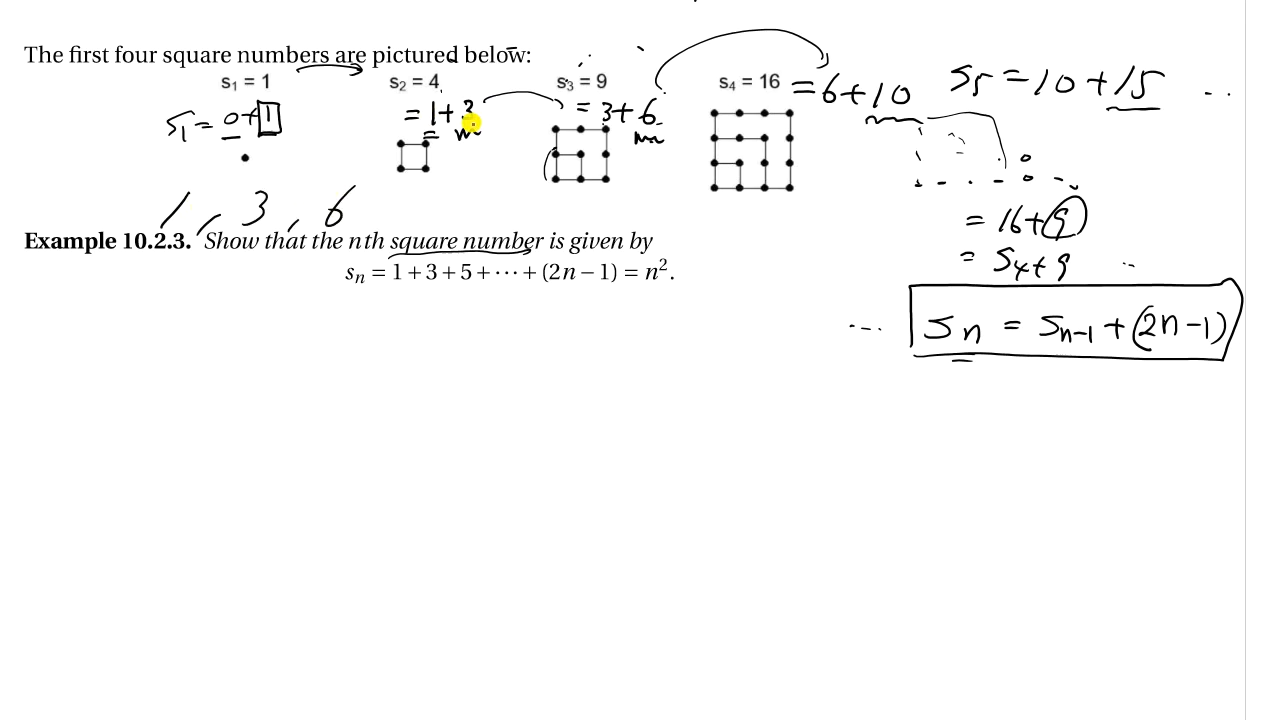 The first four square numbers are pictured below:
s₁ = 1 s₂ = 4 s₃ = 9 s₄ = 16 = 6+10 S₅ = 10 + 15 ..
S₁ = 0+1 = 1+3 = 3+6
= 16+9
1, 3, 6
Example 10.2.3. Show that the nth square number is given by
= S₄+9 ..
sₙ = 1+3+5+⋯+(2n−1) = n².
... Sₙ = Sₙ₋₁ + (2n−1)